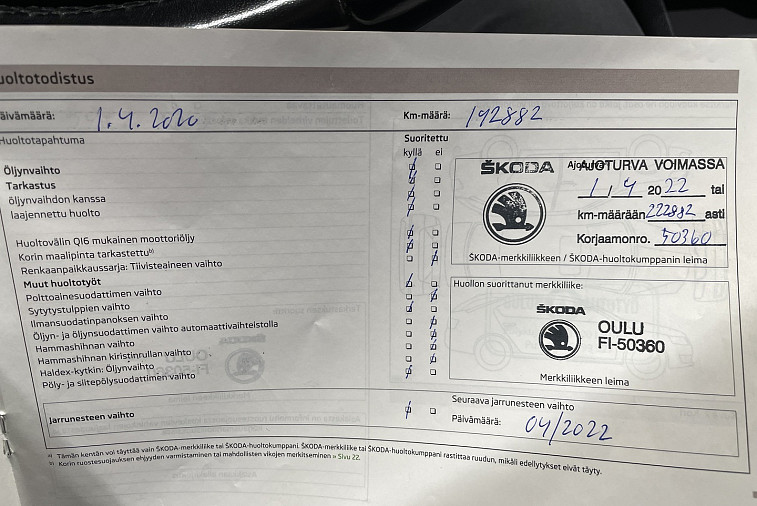 uoltotodistus
äivämäärä: 1.4.2020 Km-määrä: 192882
Huoltotapahtuma Suoritettu
kyllä ei
Öljynvaihto
Tarkastus
öljynvaihdon kanssa
laajennettu huolto
Huoltovälin QI6 mukainen moottoriöljy
Korin maalipinta tarkastettu b)
Renkaanpaikkaussarja: Tiivisteaineen vaihto
Muut huoltotyöt
Polttoainesuodattimen vaihto
Sytytystulppien vaihto
Ilmansuodatinpanoksen vaihto
Öljyn- ja öljynsuodattimen vaihto automaattivaihteistolla
Hammashihnan vaihto
Hammashihnan kiristinrullan vaihto
Haldex-kytkin: Öljynvaihto
Pöly- ja siitepölysuodattimen vaihto
Jarrunesteen vaihto
ŠKODA
AUTOTURVA VOIMASSA
1.4 2022 tai
km-määrään 222882 asti
Korjaamonro. 50360
ŠKODA-merkkiliikkeen / ŠKODA-huoltokumppanin leima
Huollon suorittanut merkkiliike:
ŠKODA
OULU
FI-50360
Merkkiliikkeen leima
Seuraava jarrunesteen vaihto
Päivämäärä: 04/2022
a) Tämän kentän voi täyttää vain ŠKODA-merkkiliike tai ŠKODA-huoltokumppani. ŠKODA-merkkiliike tai ŠKODA-huoltokumppani rastittaa ruudun, mikäli edellytykset eivät täyty.
b) Korin ruostesuojauksen ehjyyden varmistaminen tai mahdollisten vikojen merkitseminen » Sivu 22.